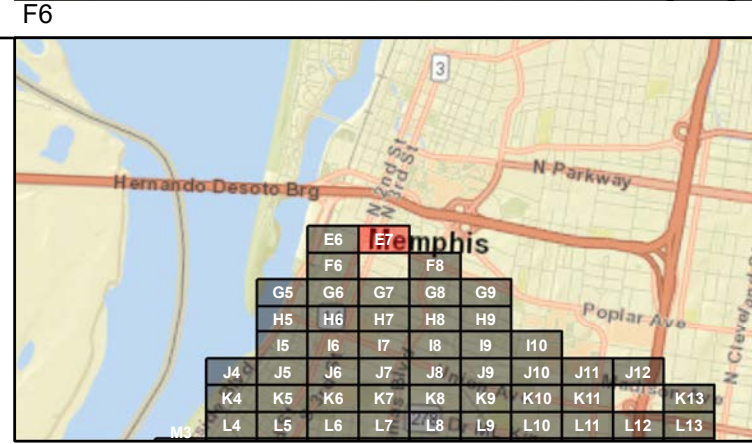 F6
3
N 2nd St
N 3rd St
N Parkway
Hernando Desoto Brg
E6 E7
Memphis
F6 F8
G5 G6 G7 G8 G9
Poplar Ave
H5 H6 H7 H8 H9
I5 I6 I7 I8 I9 I10
J4 J5 J6 J7 J8 J9 J10 J11 J12
K4 K5 K6 K7 K8 K9 K10 K11 K13
L4 L5 L6 L7 L8 L9 L10 L11 L12 L13
M3